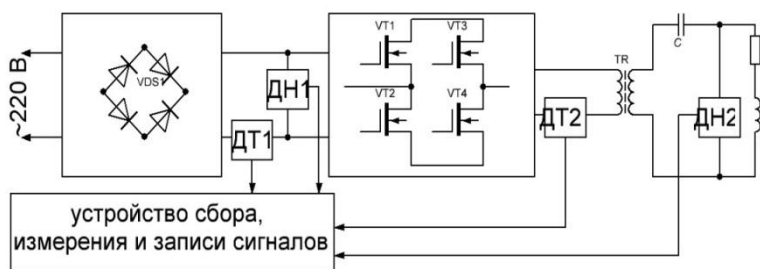 ~220 В
VDS1
ДТ1
ДН1
VT1
VT3
VT2
VT4
ДТ2
TR
C
ДН2
устройство сбора,
измерения и записи сигналов